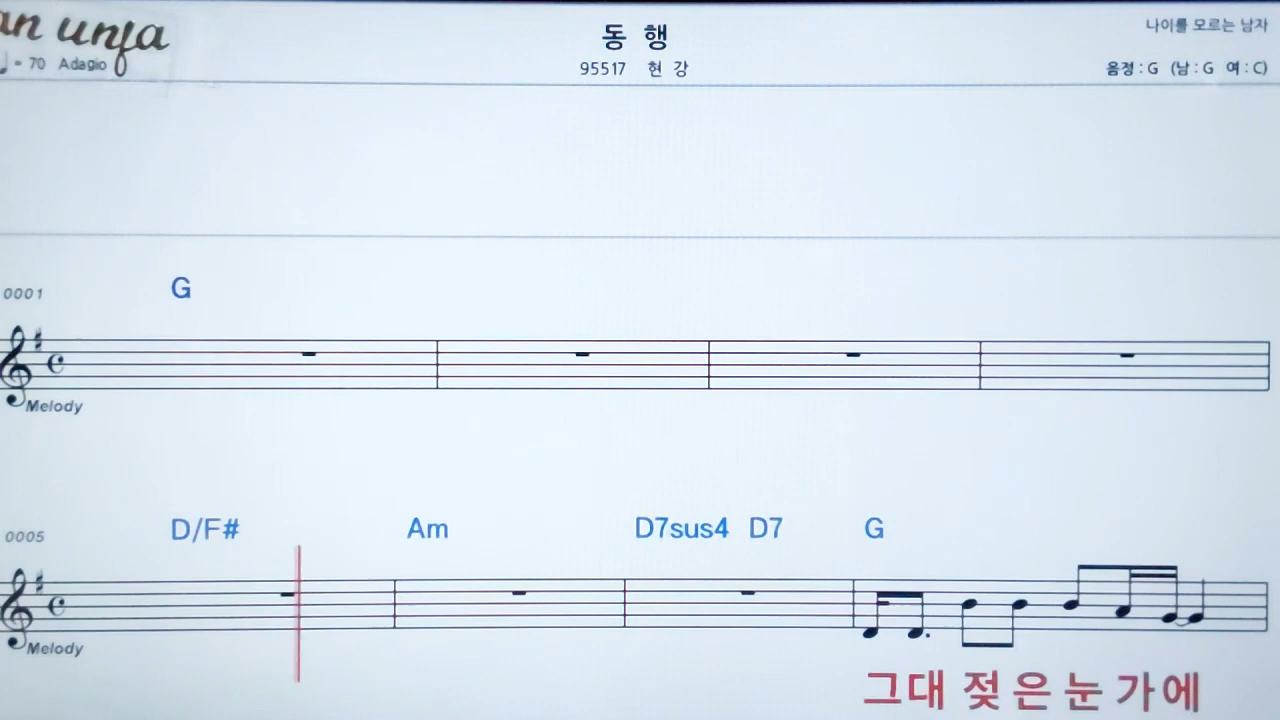 an unfa
동 행
나이를 모르는 남자
= 70 Adagio
95517 현 강
음정 : G (남 : G 여 : C)
0001
G
Melody
0005
D/F# Am D7sus4 D7 G
Melody
그대 젖은눈가에